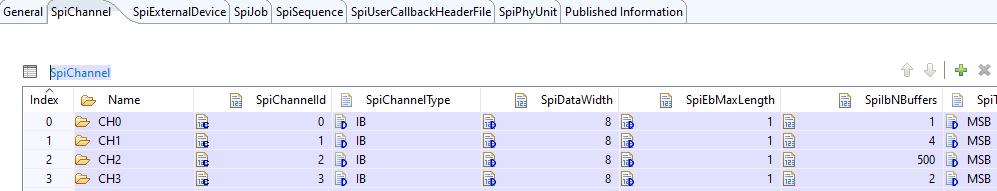 General SpiChannel SpiExternalDevice SpiJob SpiSequence SpiUserCallbackHeaderFile SpiPhyUnit Published Information
SpiChannel
Index Name SpiChannelId SpiChannelType SpiDataWidth SpiEbMaxLength SpiIbNBuffers SpiT
0 CH0 0 IB 8 1 1 MSB
1 CH1 1 IB 8 1 4 MSB
2 CH2 2 IB 8 1 500 MSB
3 CH3 3 IB 8 1 2 MSB